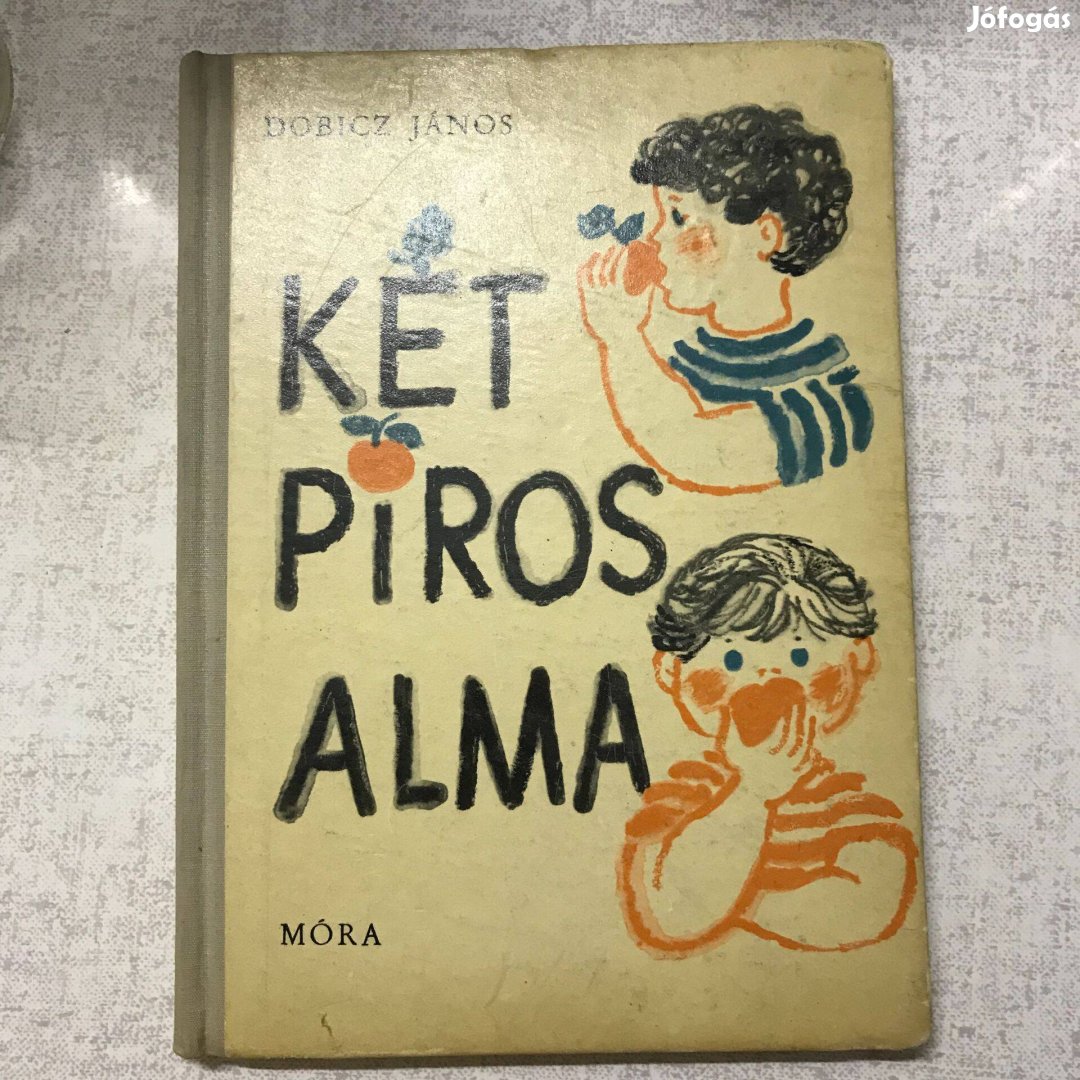 Jófogás
DOBICZ JÁNOS
KÉT
PIROS
ALMA
MÓRA